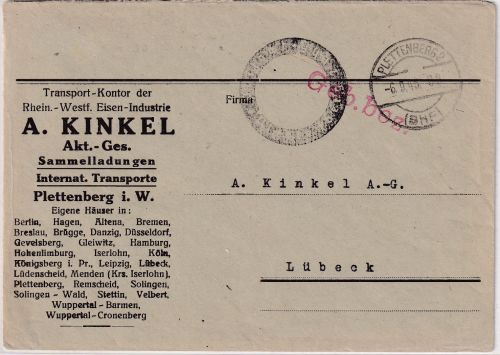 Transport-Kontor der
Rhein.-Westf. Eisen-Industrie
A. KINKEL
Akt.-Ges.
Sammelladungen
Internat. Transporte
Plettenberg i. W.
Eigene Häuser in:
Berlin, Hagen, Altena, Bremen,
Breslau, Brügge, Danzig, Düsseldorf,
Gevelsberg, Gleiwitz, Hamburg,
Hohenlimburg, Iserlohn, Köln,
Königsberg i. Pr., Leipzig, Lübeck,
Lüdenscheid, Menden (Krs. Iserlohn),
Plettenberg, Remscheid, Solingen,
Solingen - Wald, Stettin, Velbert,
Wuppertal - Barmen,
Wuppertal-Cronenberg
Firma
Geb. bez.
PLETTENBERG
(BHF)
A. Kinkel A.-G.
Lübeck